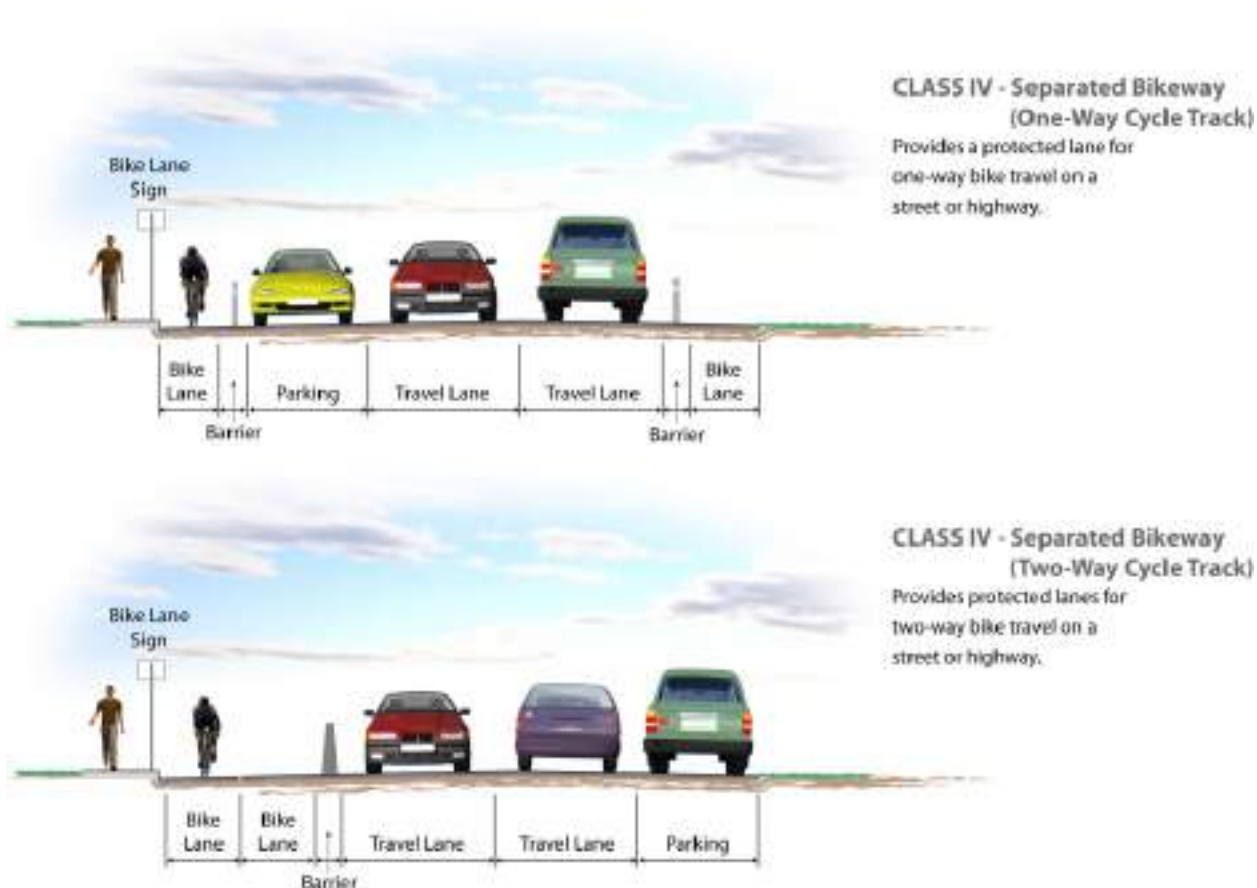 CLASS IV - Separated Bikeway
(One-Way Cycle Track)
Provides a protected lane for
one-way bike travel on a
street or highway.
Bike Lane
Sign
Bike
Lane
Parking
Travel Lane
Travel Lane
Bike
Lane
Barrier
Barrier
CLASS IV - Separated Bikeway
(Two-Way Cycle Track)
Provides protected lanes for
two-way bike travel on a
street or highway.
Bike Lane
Sign
Bike
Lane
Bike
Lane
Travel Lane
Travel Lane
Parking
Barrier